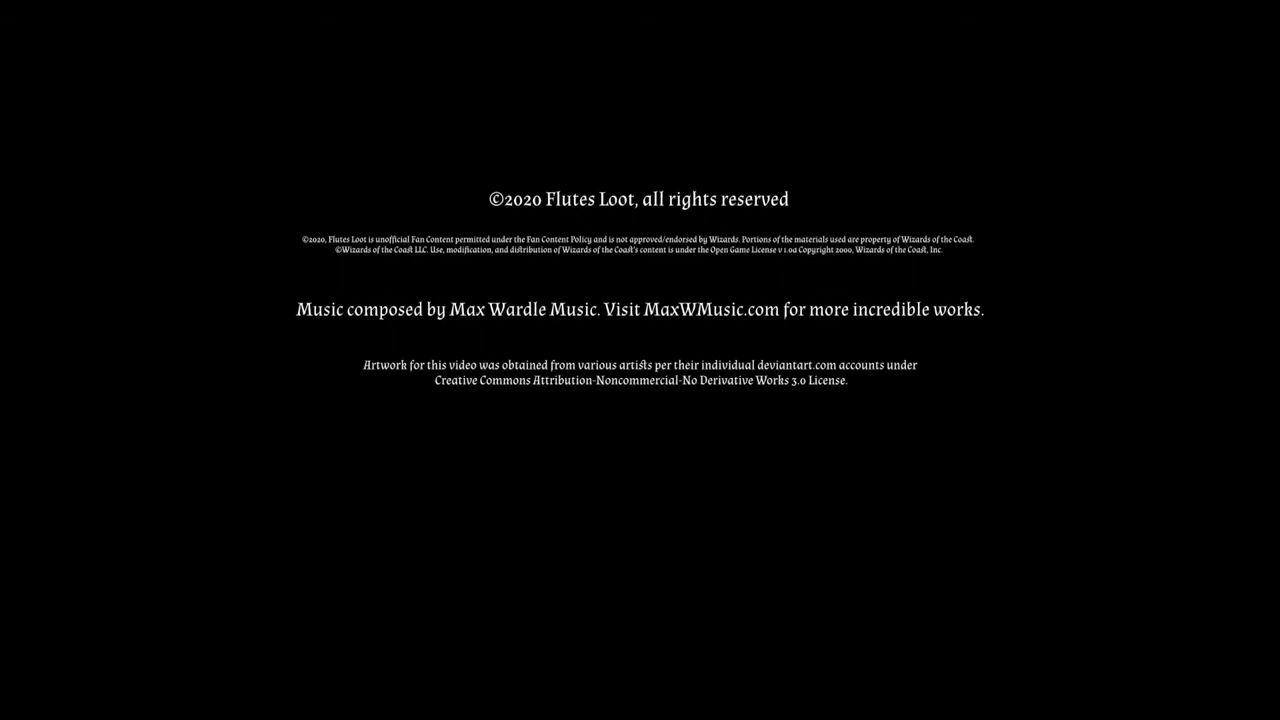 ©2020 Flutes Loot, all rights reserved
©2020, Flutes Loot is unofficial Fan Content permitted under the Fan Content Policy and is not approved/endorsed by Wizards. Portions of the materials used are property of Wizards of the Coast.
©Wizards of the Coast LLC. Use, modification, and distribution of Wizards of the Coast's content is under the Open Game License v 1.0a Copyright 2000, Wizards of the Coast, Inc.
Music composed by Max Wardle Music. Visit MaxWMusic.com for more incredible works.
Artwork for this video was obtained from various artists per their individual deviantart.com accounts under
Creative Commons Attribution-Noncommercial-No Derivative Works 3.0 License.